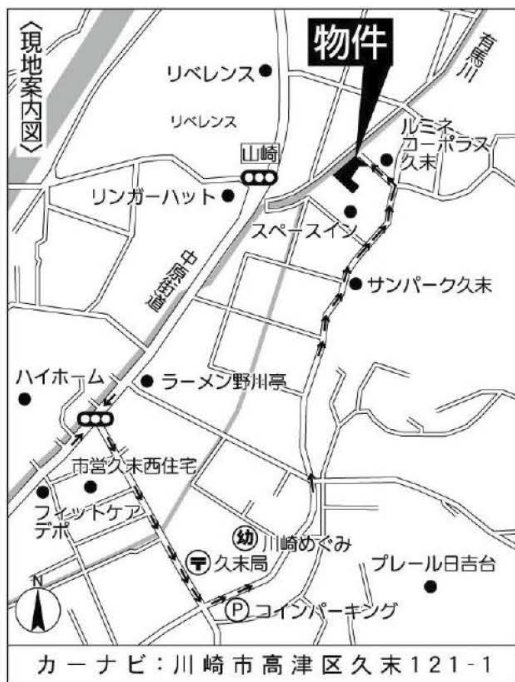 〈現地案内図〉
物件
有馬川
リベレンス
リベレンス
ルミネ
コーポラス
久末
山崎
リンガーハット
スペースイン
中原街道
サンパーク久末
ハイホーム
ラーメン野川亭
市営久末西住宅
フィットケア
デポ
幼
川崎めぐみ
〒
久末局
プレール日吉台
N
P
コインパーキング
カーナビ:川崎市高津区久末121-1